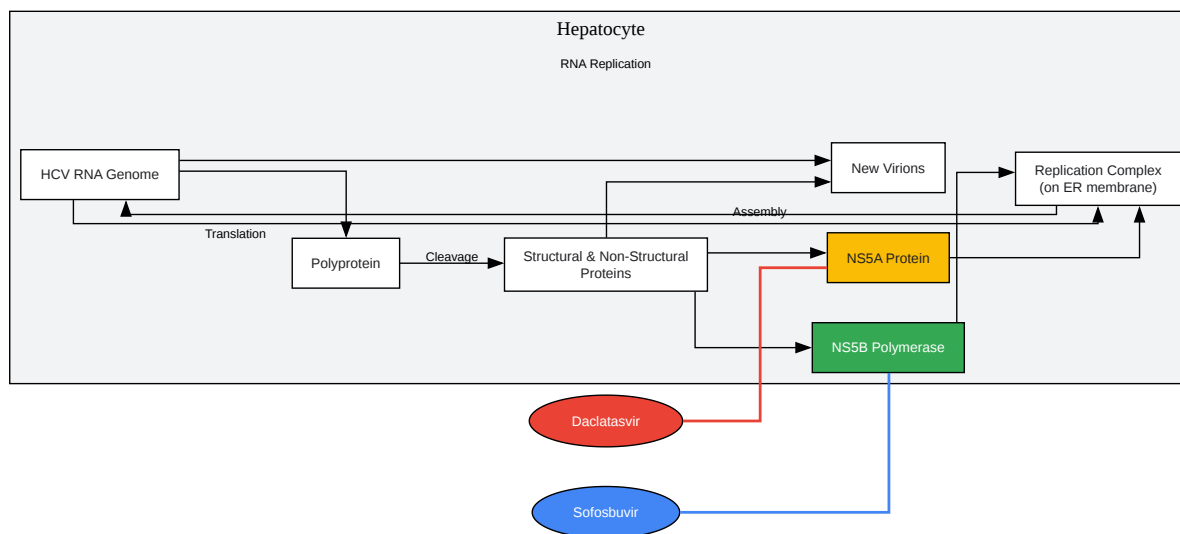 Hepatocyte
RNA Replication
HCV RNA Genome
New Virions
Replication Complex
(on ER membrane)
Assembly
Translation
Polyprotein
Cleavage
Structural & Non-Structural
Proteins
NS5A Protein
NS5B Polymerase
Daclatasvir
Sofosbuvir